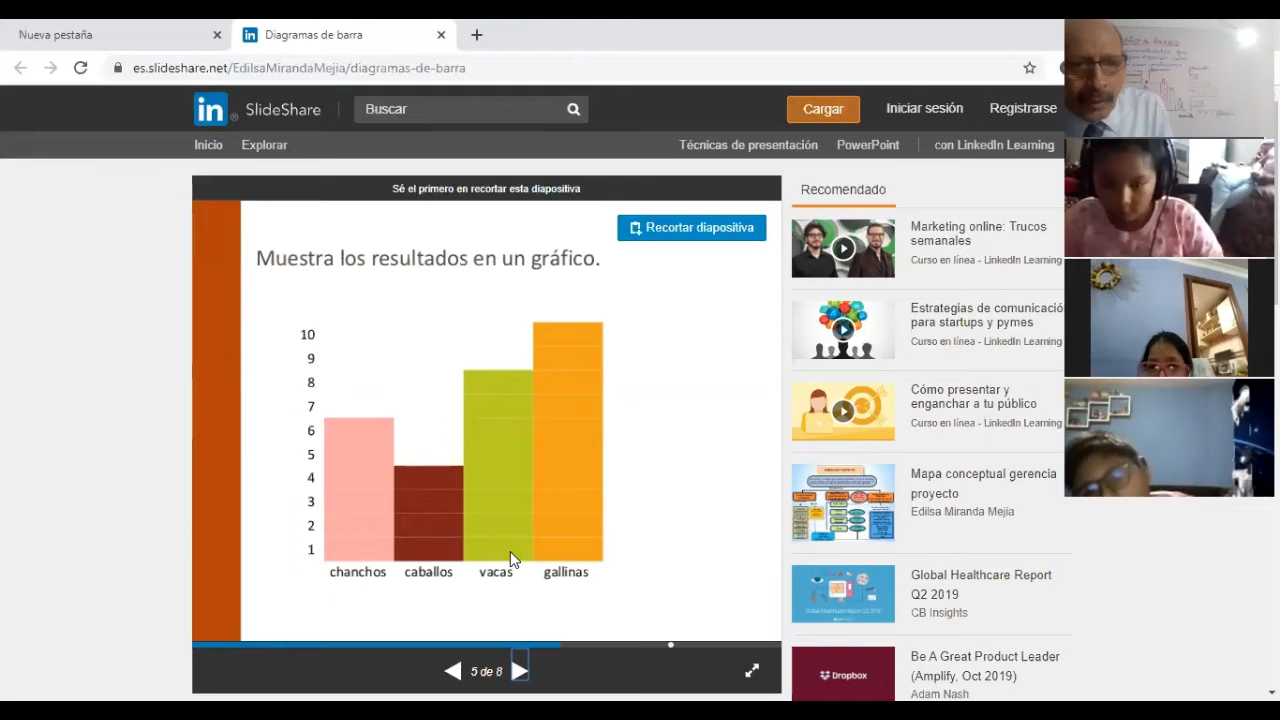 Nueva pestaña
in Diagramas de barra
es.slideshare.net/EdilsaMirandaMejia/diagramas-de-barra
in SlideShare
Buscar
Cargar
Iniciar sesión
Registrarse
Inicio
Explorar
Técnicas de presentación
PowerPoint
con LinkedIn Learning
Sé el primero en recortar esta diapositiva
Recortar diapositiva
Muestra los resultados en un gráfico.
10
9
8
7
6
5
4
3
2
1
chanchos caballos vacas gallinas
5 de 8
Recomendado
Marketing online: Trucos
semanales
Curso en línea - LinkedIn Learning
Estrategias de comunicació
para startups y pymes
Curso en línea - LinkedIn Learning
Cómo presentar y
enganchar a tu público
Curso en línea - LinkedIn Learning
Mapa conceptual gerencia
proyecto
Edilsa Miranda Mejia
Global Healthcare Report
Q2 2019
CB Insights
Dropbox
Be A Great Product Leader
(Amplify, Oct 2019)
Adam Nash